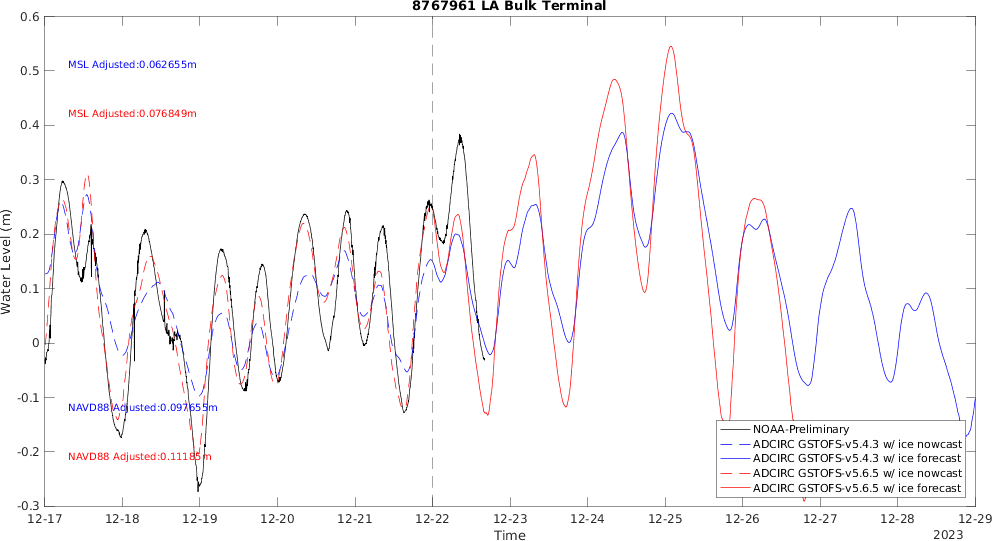 8767961 LA Bulk Terminal
0.6
0.5
0.4
0.3
0.2
0.1
0
-0.1
-0.2
-0.3
Water Level (m)
MSL Adjusted:0.062655m
MSL Adjusted:0.076849m
NAVD88 Adjusted:0.097655m
NAVD88 Adjusted:0.11185m
NOAA-Preliminary
ADCIRC GSTOFS-v5.4.3 w/ ice nowcast
ADCIRC GSTOFS-v5.4.3 w/ ice forecast
ADCIRC GSTOFS-v5.6.5 w/ ice nowcast
ADCIRC GSTOFS-v5.6.5 w/ ice forecast
12-17 12-18 12-19 12-20 12-21 12-22 12-23 12-24 12-25 12-26 12-27 12-28 12-29
Time
2023